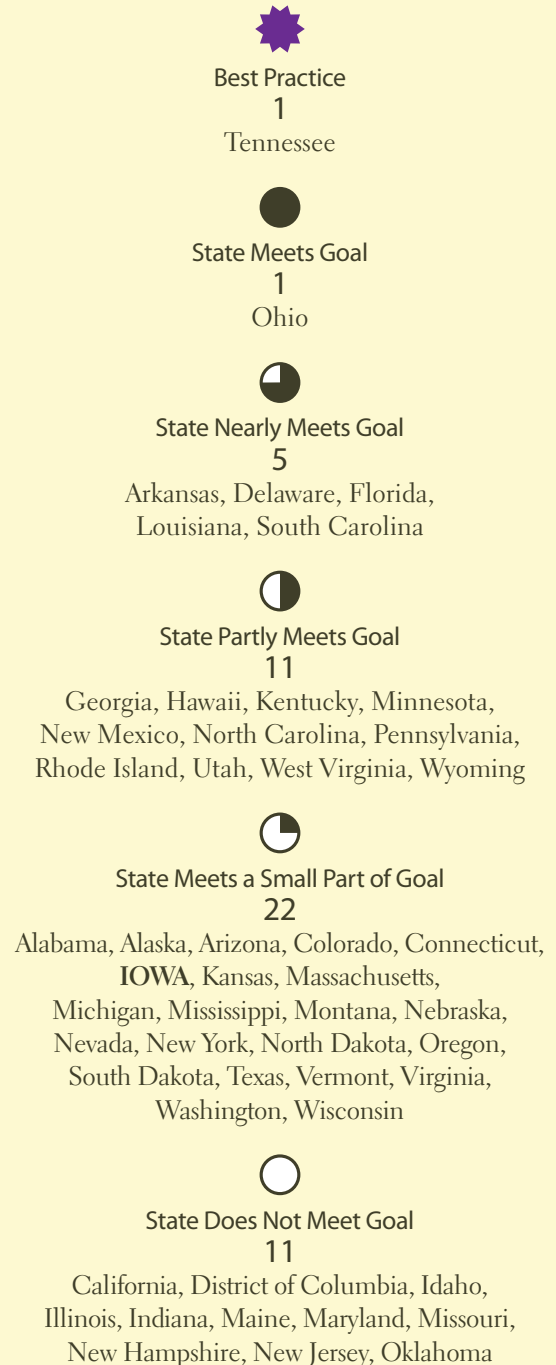 Best Practice
1
Tennessee
State Meets Goal
1
Ohio
State Nearly Meets Goal
5
Arkansas, Delaware, Florida,
Louisiana, South Carolina
State Partly Meets Goal
11
Georgia, Hawaii, Kentucky, Minnesota,
New Mexico, North Carolina, Pennsylvania,
Rhode Island, Utah, West Virginia, Wyoming
State Meets a Small Part of Goal
22
Alabama, Alaska, Arizona, Colorado, Connecticut,
IOWA, Kansas, Massachusetts,
Michigan, Mississippi, Montana, Nebraska,
Nevada, New York, North Dakota, Oregon,
South Dakota, Texas, Vermont, Virginia,
Washington, Wisconsin
State Does Not Meet Goal
11
California, District of Columbia, Idaho,
Illinois, Indiana, Maine, Maryland, Missouri,
New Hampshire, New Jersey, Oklahoma